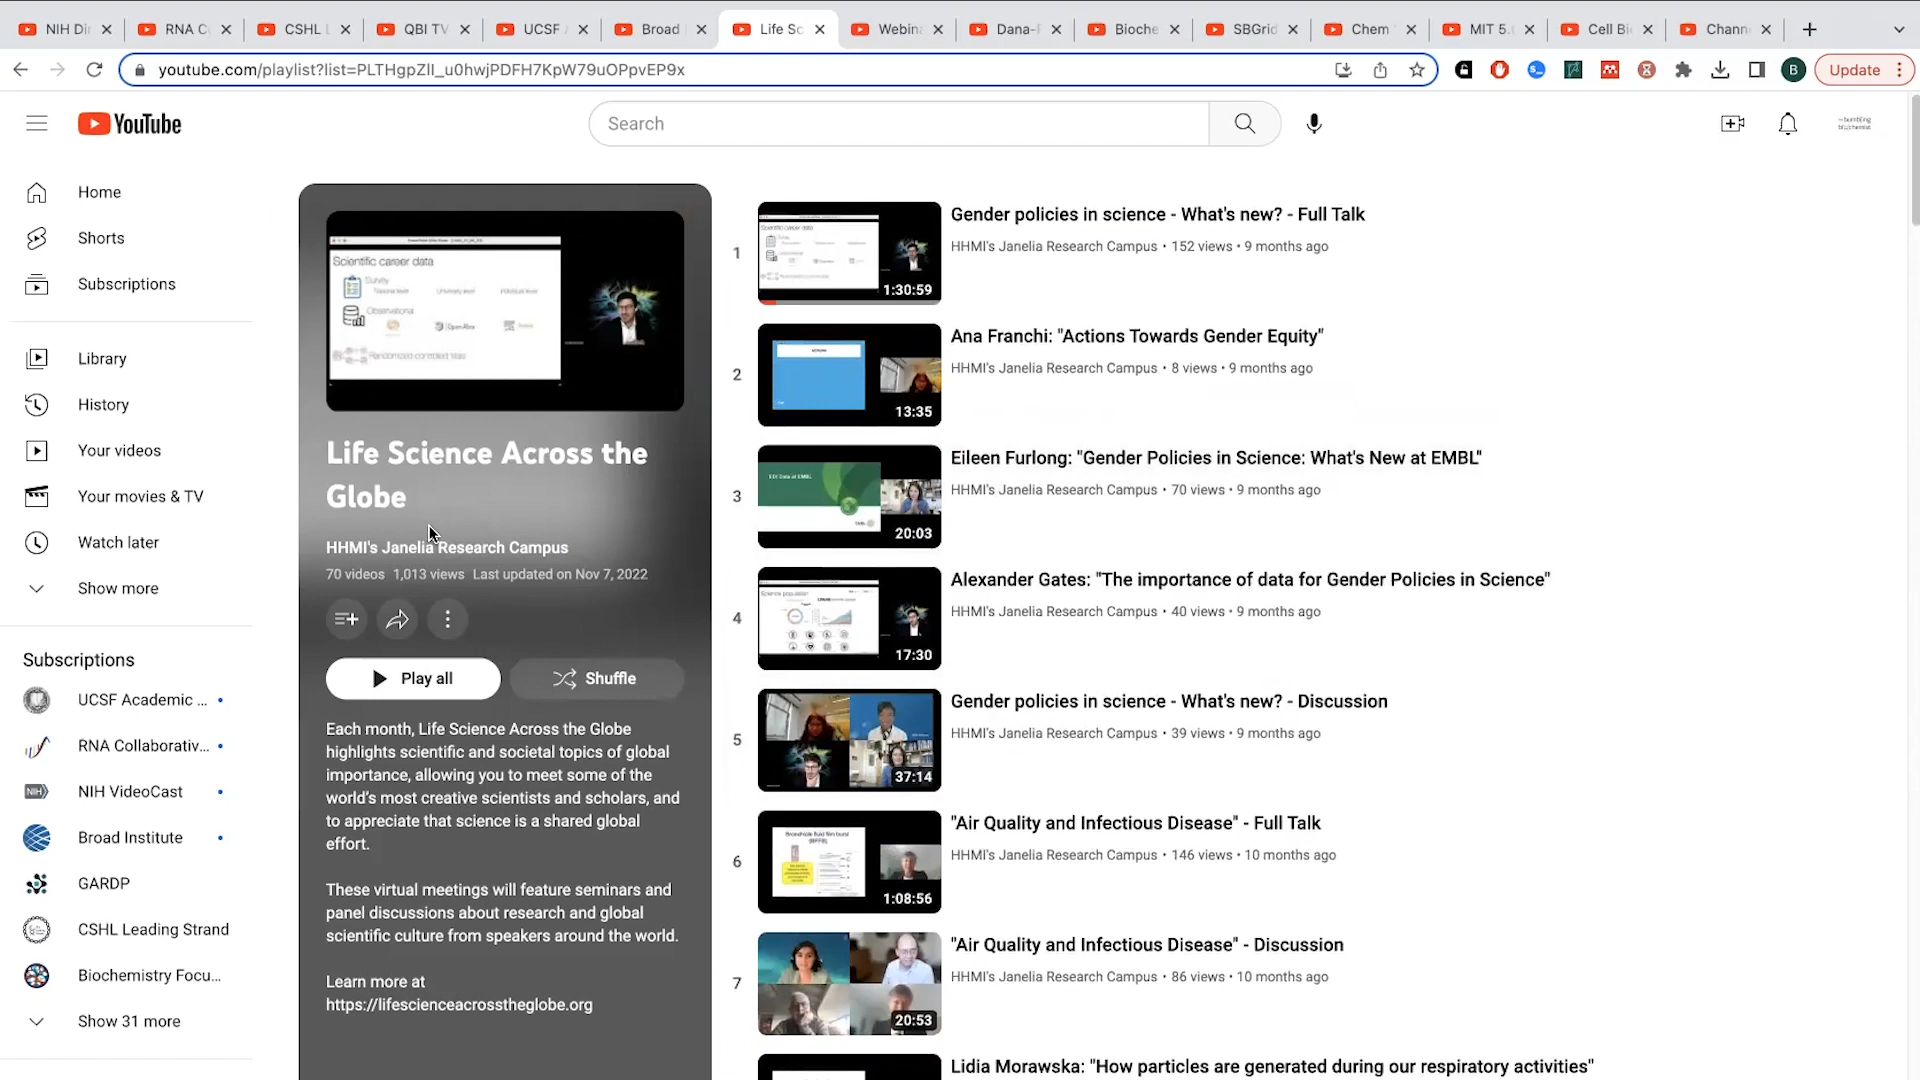 NIH Di
RNA C
CSHL L
QBI TV
UCSF
Broad
Life Sc
Webin
Dana-
Bioche
SBGrid
Chem
MIT 5.
Cell Bi
Chann
youtube.com/playlist?list=PLTHgpZlI_u0hwjPDFH7KpW79uOPpvEP9x
B
Update
YouTube
Search
~bumbling
bi(o)chemist
Home
Shorts
Subscriptions
Library
History
Your videos
Your movies & TV
Watch later
Show more
Subscriptions
UCSF Academic ...
RNA Collaborativ...
NIH VideoCast
Broad Institute
GARDP
CSHL Leading Strand
Biochemistry Focu...
Show 31 more
Scientific career data
Survey
Observational
Randomized controlled trials
Life Science Across the
Globe
HHMI's Janelia Research Campus
70 videos 1,013 views Last updated on Nov 7, 2022
Play all
Shuffle
Each month, Life Science Across the Globe
highlights scientific and societal topics of global
importance, allowing you to meet some of the
world's most creative scientists and scholars, and
to appreciate that science is a shared global
effort.
These virtual meetings will feature seminars and
panel discussions about research and global
scientific culture from speakers around the world.
Learn more at
https://lifescienceacrosstheglobe.org
1
1:30:59
Gender policies in science - What's new? - Full Talk
HHMI's Janelia Research Campus • 152 views • 9 months ago
2
13:35
Ana Franchi: "Actions Towards Gender Equity"
HHMI's Janelia Research Campus • 8 views • 9 months ago
3
20:03
Eileen Furlong: "Gender Policies in Science: What's New at EMBL"
HHMI's Janelia Research Campus • 70 views • 9 months ago
4
17:30
Alexander Gates: "The importance of data for Gender Policies in Science"
HHMI's Janelia Research Campus • 40 views • 9 months ago
5
37:14
Gender policies in science - What's new? - Discussion
HHMI's Janelia Research Campus • 39 views • 9 months ago
6
1:08:56
"Air Quality and Infectious Disease" - Full Talk
HHMI's Janelia Research Campus • 146 views • 10 months ago
7
20:53
"Air Quality and Infectious Disease" - Discussion
HHMI's Janelia Research Campus • 86 views • 10 months ago
Lidia Morawska: "How particles are generated during our respiratory activities"